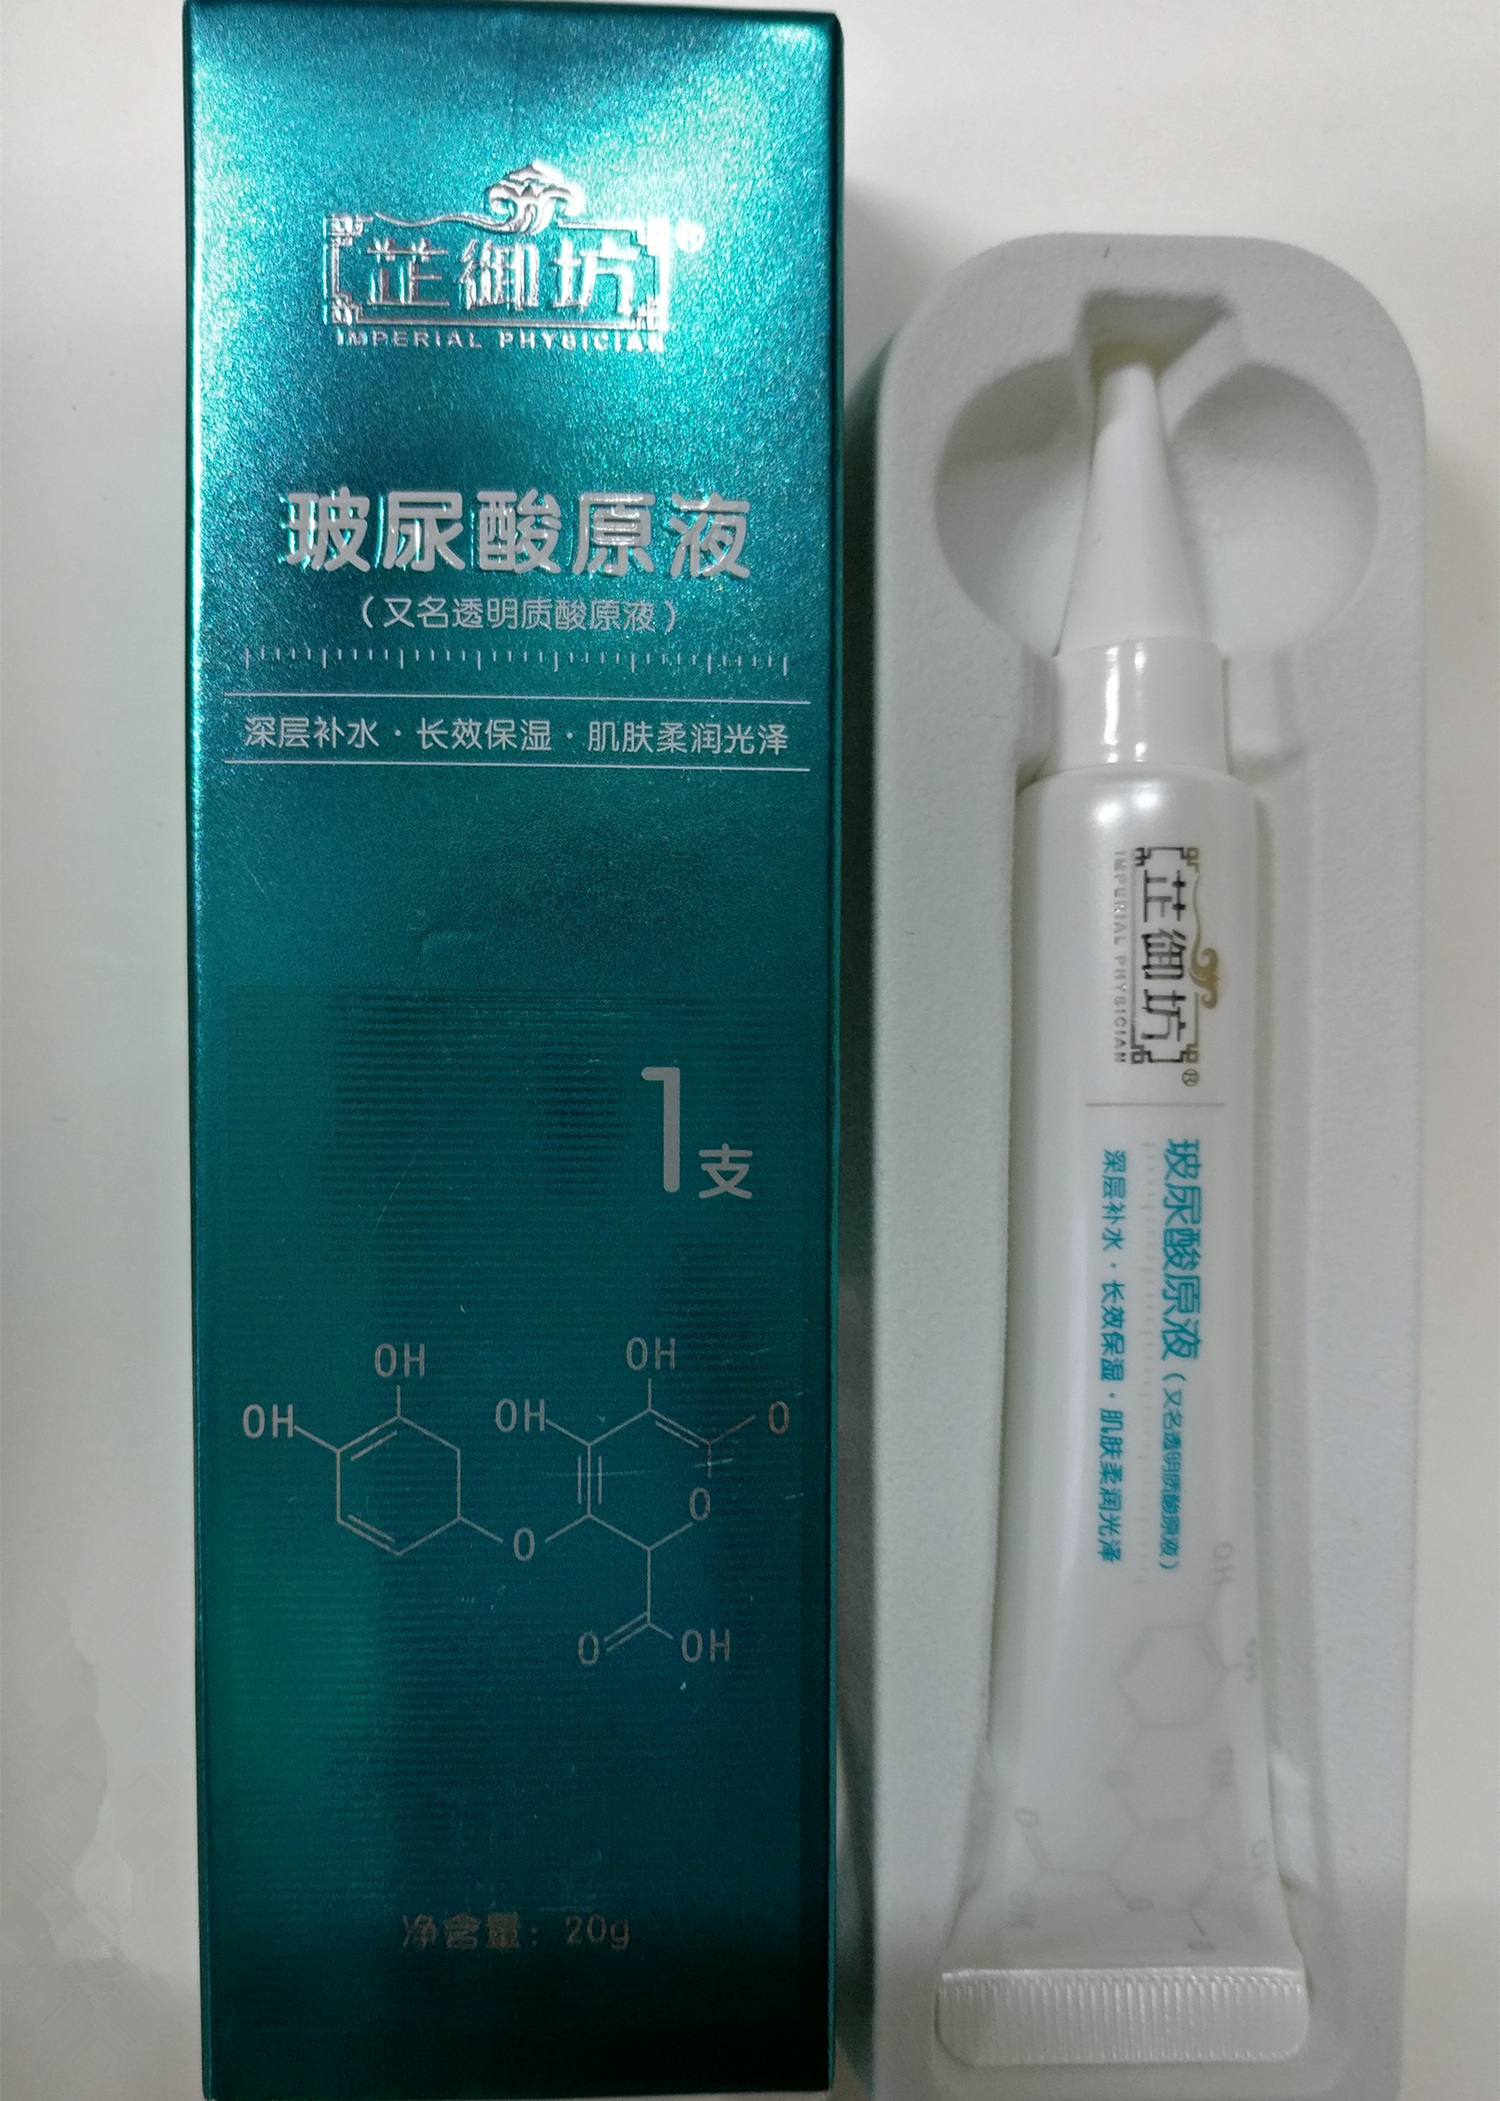 芷御坊®
IMPERIAL PHYSICIAN
玻尿酸原液
（又名透明质酸原液）
深层补水·长效保湿·肌肤柔润光泽
1支
OH
OH
OH
OH
O
O
O
O
OH
净含量：20g
芷御坊®
IMPERIAL PHYSICIAN
玻尿酸原液（又名透明质酸原液）
深层补水·长效保湿·肌肤柔润光泽